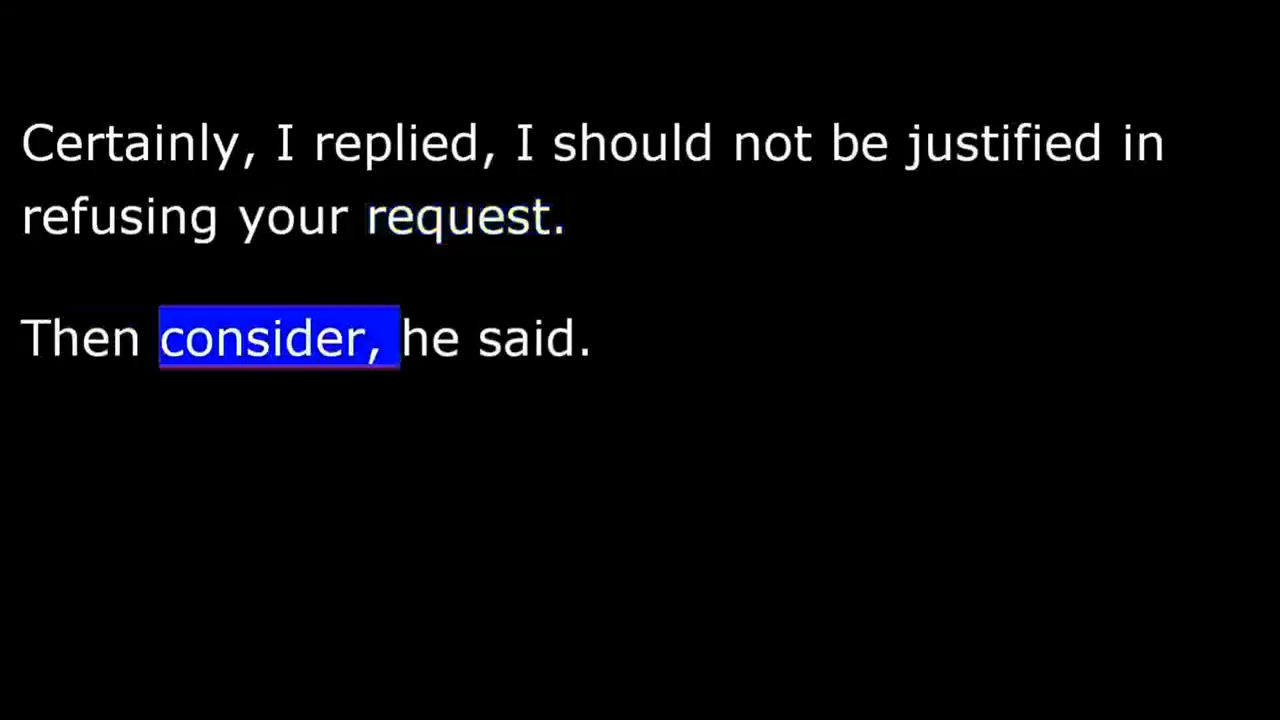 Certainly, I replied, I should not be justified in
refusing your request.
Then consider, he said.